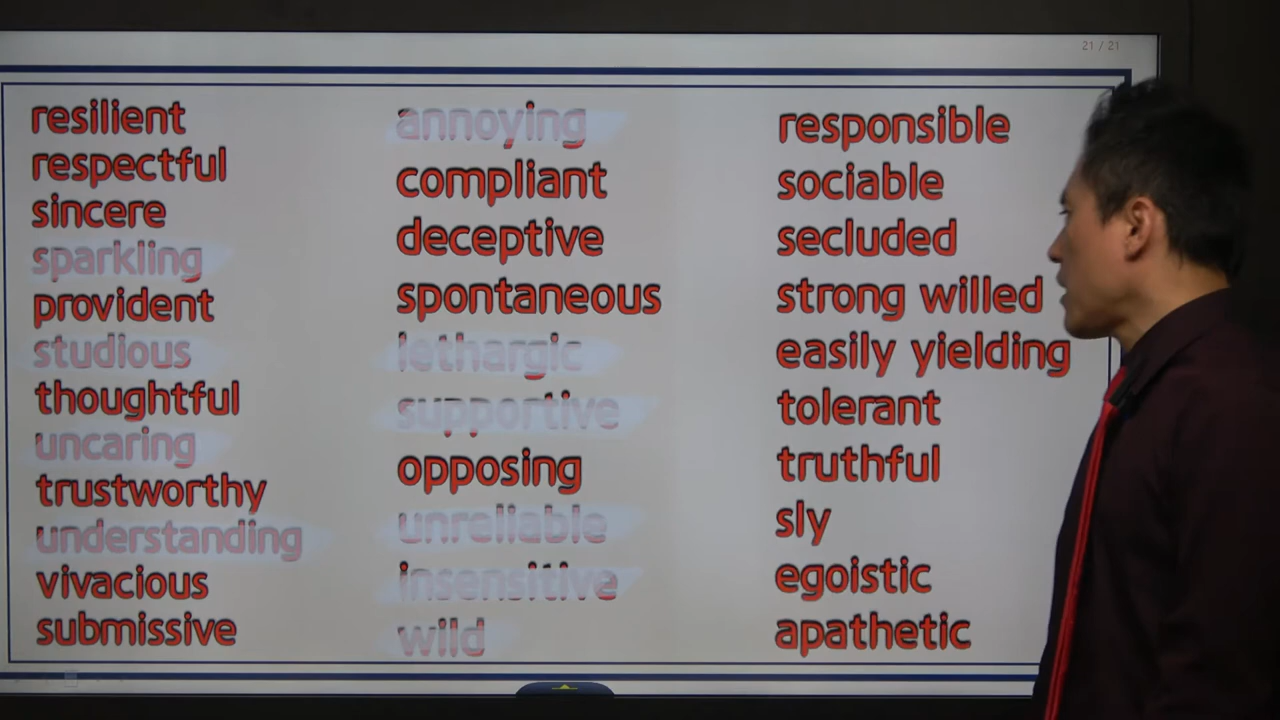 21 / 21
resilient
respectful
sincere
sparkling
provident
studious
thoughtful
uncaring
trustworthy
understanding
vivacious
submissive
annoying
compliant
deceptive
spontaneous
lethargic
supportive
opposing
unreliable
insensitive
wild
responsible
sociable
secluded
strong willed
easily yielding
tolerant
truthful
sly
egoistic
apathetic